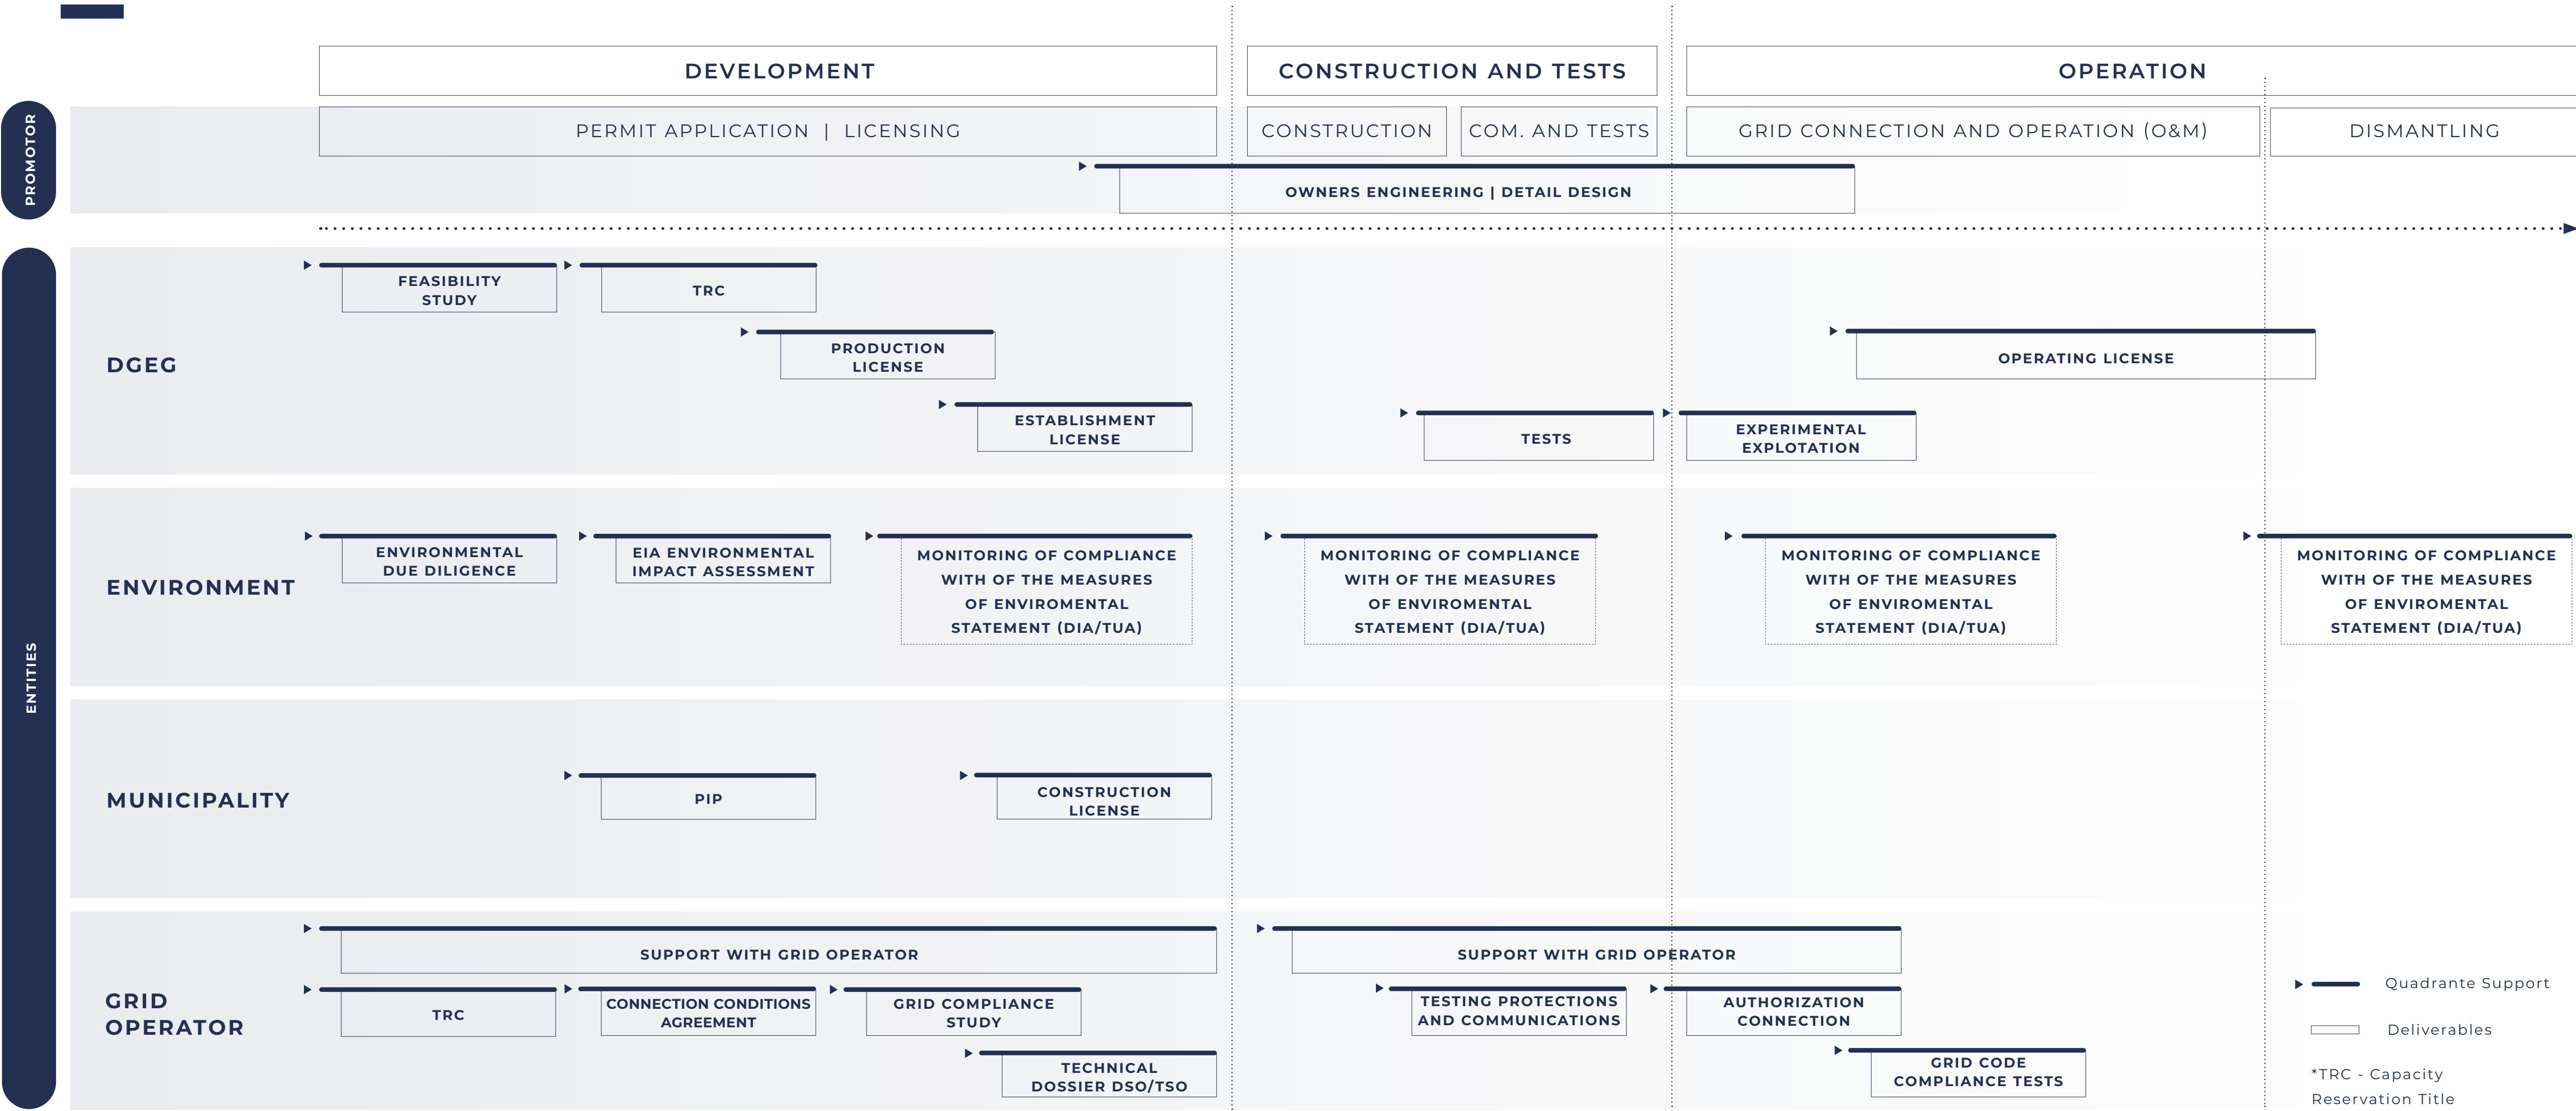 DEVELOPMENT
CONSTRUCTION AND TESTS
OPERATION
PROMOTOR
PERMIT APPLICATION | LICENSING
CONSTRUCTION
COM. AND TESTS
GRID CONNECTION AND OPERATION (O&M)
DISMANTLING
OWNERS ENGINEERING | DETAIL DESIGN
ENTITIES
DGEG
FEASIBILITY
STUDY
TRC
PRODUCTION
LICENSE
ESTABLISHMENT
LICENSE
TESTS
EXPERIMENTAL
EXPLOTATION
OPERATING LICENSE
ENVIRONMENT
ENVIRONMENTAL
DUE DILIGENCE
EIA ENVIRONMENTAL
IMPACT ASSESSMENT
MONITORING OF COMPLIANCE
WITH OF THE MEASURES
OF ENVIROMENTAL
STATEMENT (DIA/TUA)
MONITORING OF COMPLIANCE
WITH OF THE MEASURES
OF ENVIROMENTAL
STATEMENT (DIA/TUA)
MONITORING OF COMPLIANCE
WITH OF THE MEASURES
OF ENVIROMENTAL
STATEMENT (DIA/TUA)
MONITORING OF COMPLIANCE
WITH OF THE MEASURES
OF ENVIROMENTAL
STATEMENT (DIA/TUA)
MUNICIPALITY
PIP
CONSTRUCTION
LICENSE
GRID
OPERATOR
SUPPORT WITH GRID OPERATOR
SUPPORT WITH GRID OPERATOR
TRC
CONNECTION CONDITIONS
AGREEMENT
GRID COMPLIANCE
STUDY
TECHNICAL
DOSSIER DSO/TSO
TESTING PROTECTIONS
AND COMMUNICATIONS
AUTHORIZATION
CONNECTION
GRID CODE
COMPLIANCE TESTS
Quadrante Support
Deliverables
*TRC - Capacity
Reservation Title